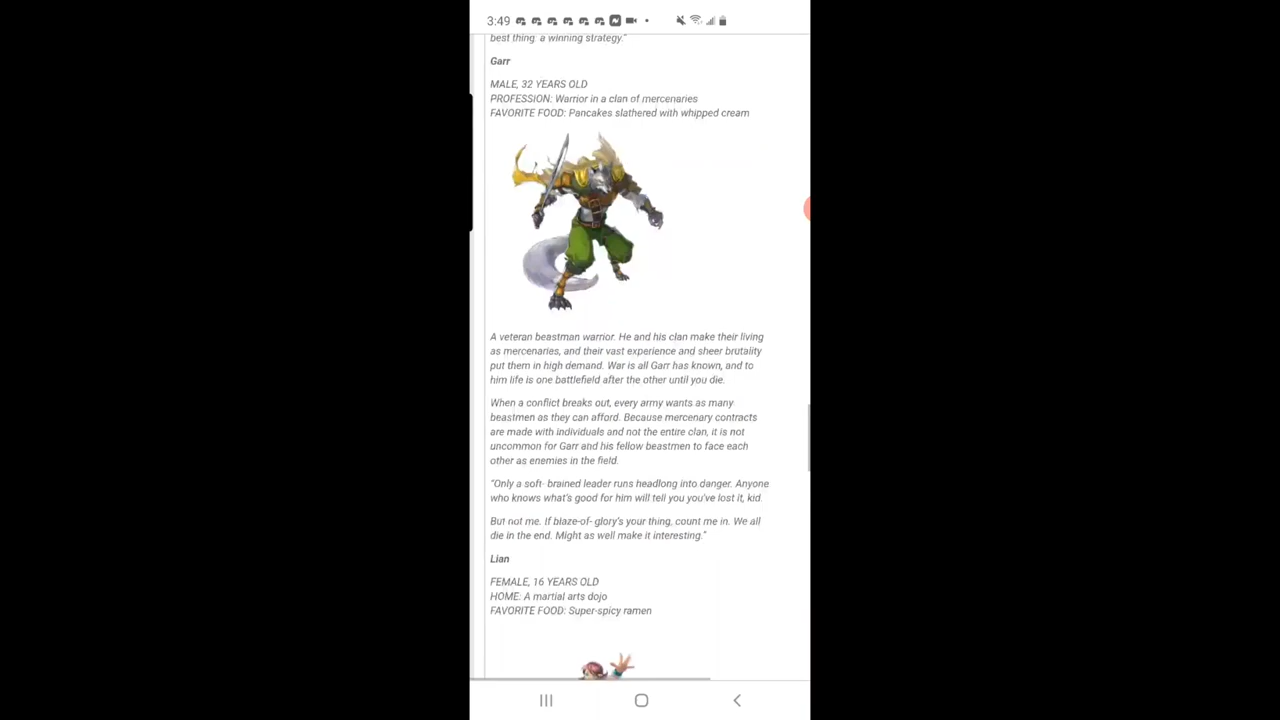 3:49
best thing: a winning strategy."
Garr
MALE, 32 YEARS OLD
PROFESSION: Warrior in a clan of mercenaries
FAVORITE FOOD: Pancakes slathered with whipped cream
A veteran beastman warrior. He and his clan make their living
as mercenaries, and their vast experience and sheer brutality
put them in high demand. War is all Garr has known, and to
him life is one battlefield after the other until you die.
When a conflict breaks out, every army wants as many
beastmen as they can afford. Because mercenary contracts
are made with individuals and not the entire clan, it is not
uncommon for Garr and his fellow beastmen to face each
other as enemies in the field.
"Only a soft- brained leader runs headlong into danger. Anyone
who knows what's good for him will tell you you've lost it, kid.
But not me. If blaze-of- glory's your thing, count me in. We all
die in the end. Might as well make it interesting."
Lian
FEMALE, 16 YEARS OLD
HOME: A martial arts dojo
FAVORITE FOOD: Super-spicy ramen